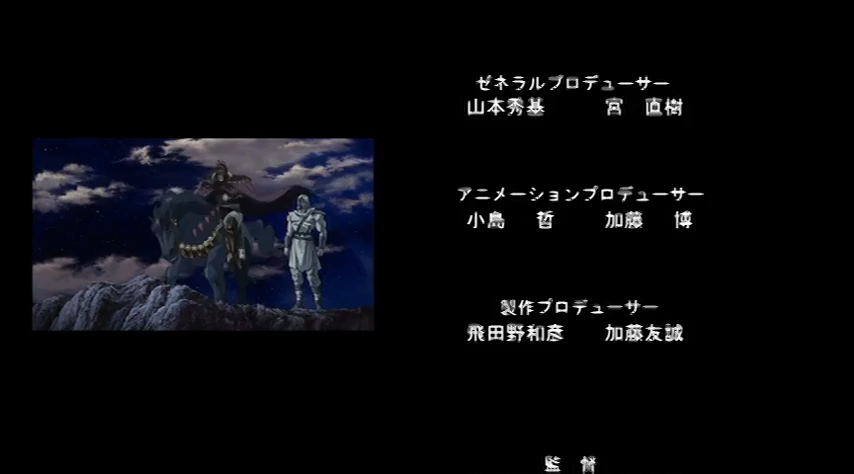 ゼネラルプロデューサー
山本秀基　　宮　直樹
アニメーションプロデューサー
小島　哲　　加藤　博
製作プロデューサー
飛田野和彦　　加藤友誠
監　督